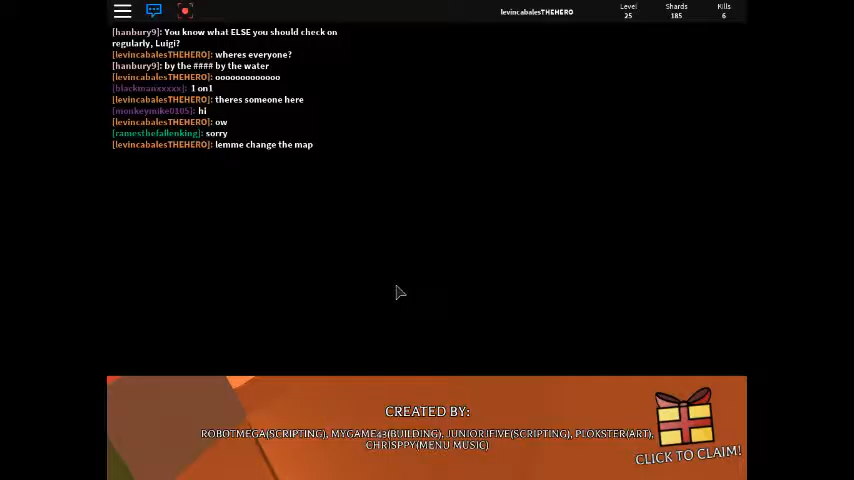 levincabalesTHEHERO
Level
25
Shards
185
Kills
6
[hanbury9]: You know what ELSE you should check on
regularly, Luigi?
[levincabalesTHEHERO]: wheres everyone?
[hanbury9]: by the #### by the water
[levincabalesTHEHERO]: ooooooooooooo
[blackmanxxxxx]: 1 on1
[levincabalesTHEHERO]: theres someone here
[monkeymike0105]: hi
[levincabalesTHEHERO]: ow
[ramesthefallenking]: sorry
[levincabalesTHEHERO]: lemme change the map
CREATED BY:
ROBOTMEGA(SCRIPTING), MYGAME43(BUILDING), JUNIORJFIVE(SCRIPTING), PLOKSTER(ART),
CHRISPPY(MENU MUSIC)
CLICK TO CLAIM!